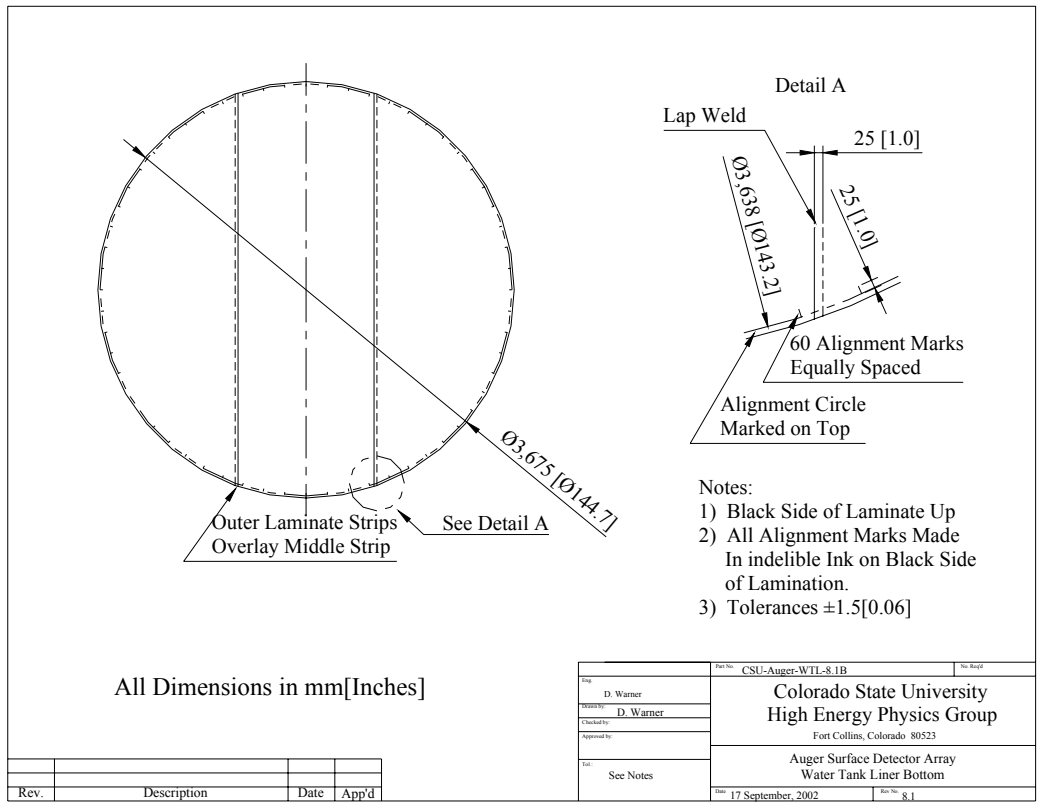 Detail A
Lap Weld
25 [1.0]
25 [1.0]
Ø3,638 [Ø143.2]
60 Alignment Marks
Equally Spaced
Alignment Circle
Marked on Top
Ø3,675 [Ø144.7]
Outer Laminate Strips
Overlay Middle Strip
See Detail A
Notes:
1) Black Side of Laminate Up
2) All Alignment Marks Made
In indelible Ink on Black Side
of Lamination.
3) Tolerances ±1.5[0.06]
All Dimensions in mm[Inches]
Part No. CSU-Auger-WTL-8.1B
No. Req'd
Eng.
D. Warner
Drawn by: D. Warner
Checked by:
Approved by:
Tol.:
See Notes
Colorado State University
High Energy Physics Group
Fort Collins, Colorado 80523
Auger Surface Detector Array
Water Tank Liner Bottom
Date 17 September, 2002
Rev No. 8.1
Rev. Description Date App'd